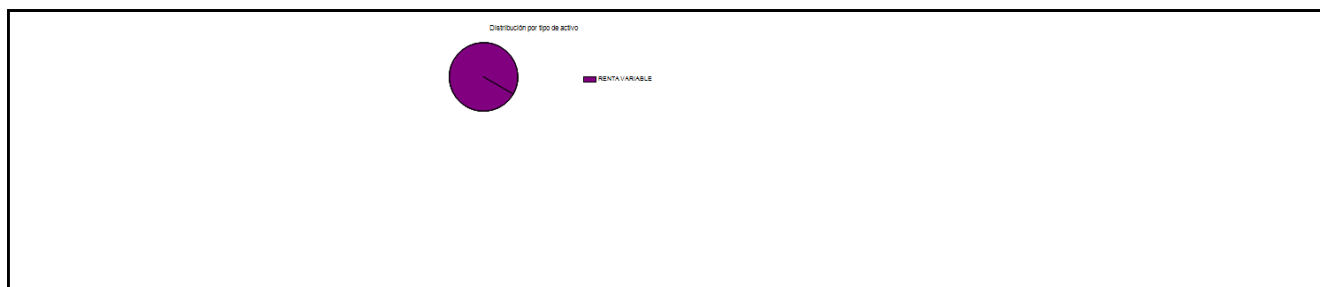 Distribución por tipo de activo
RENTA VARIABLE